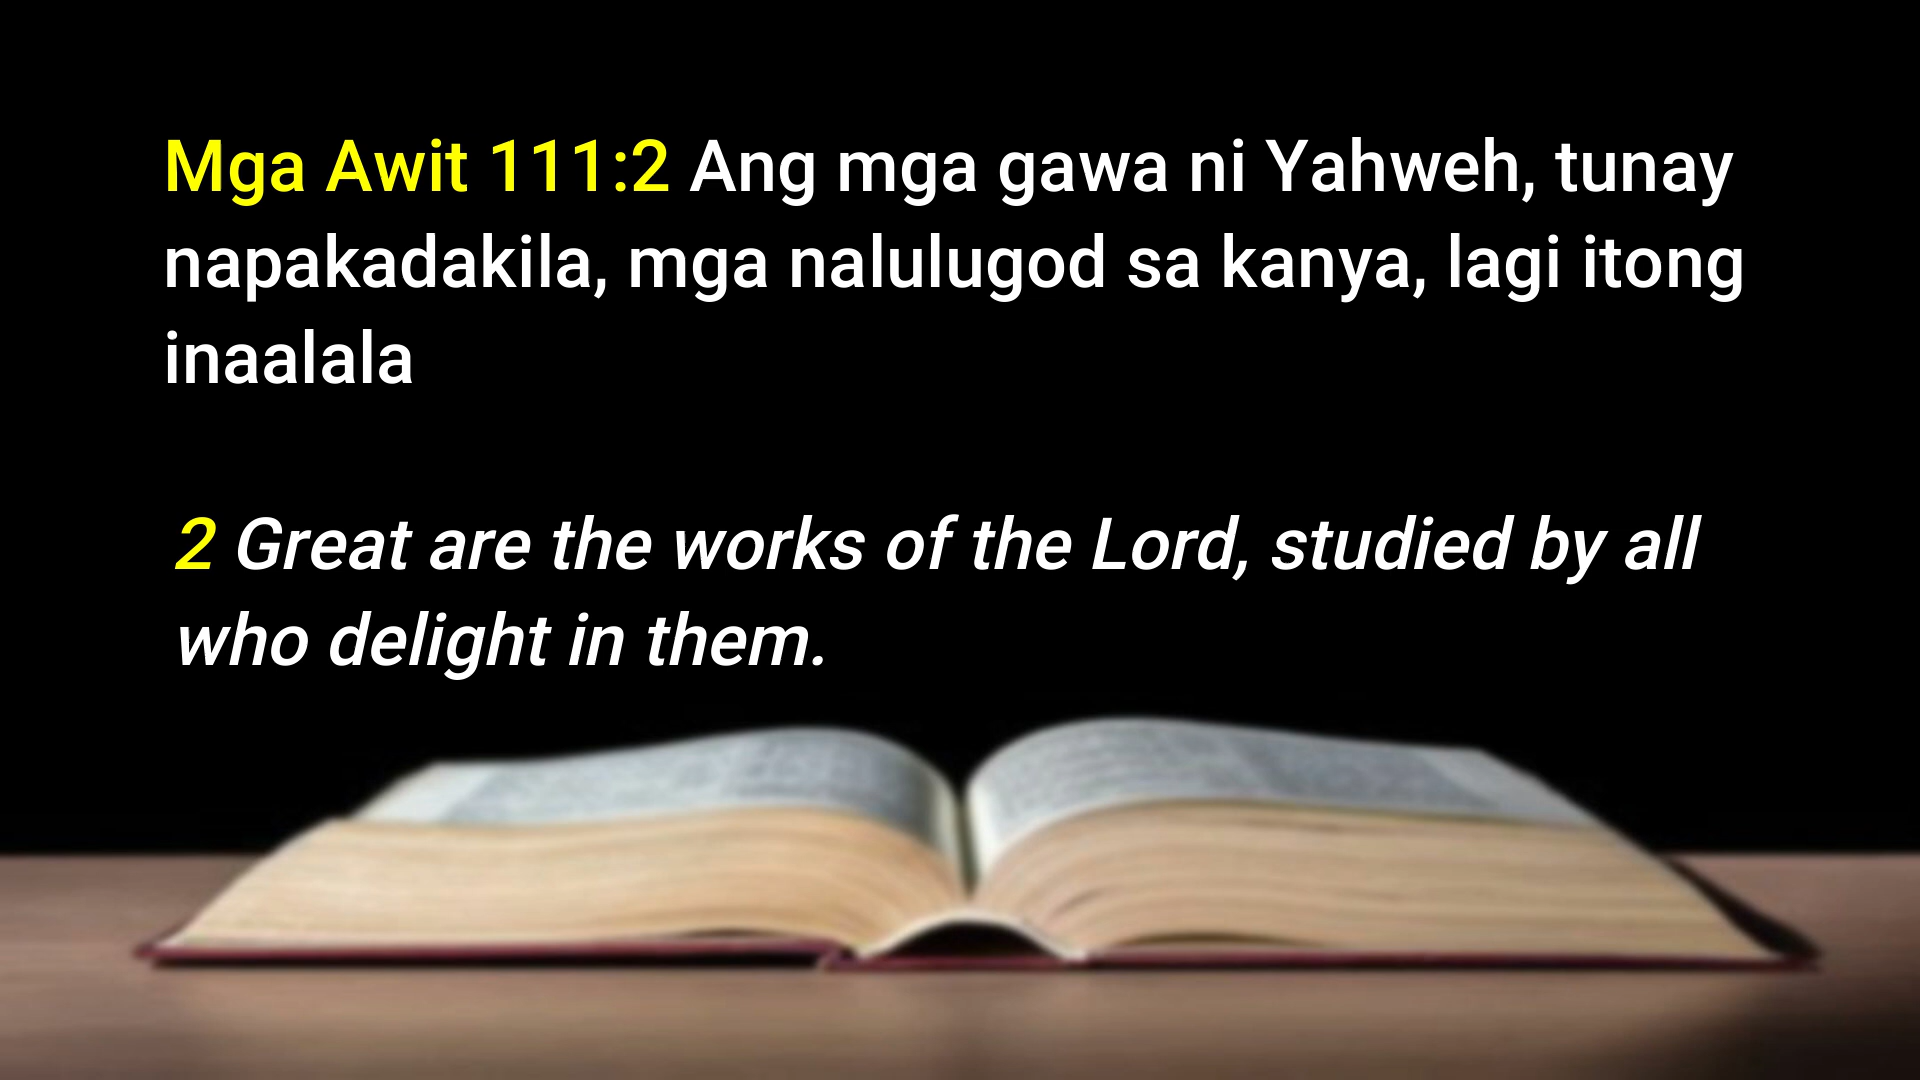 Mga Awit 111:2 Ang mga gawa ni Yahweh, tunay
napakadakila, mga nalulugod sa kanya, lagi itong
inaalala
2 Great are the works of the Lord, studied by all
who delight in them.